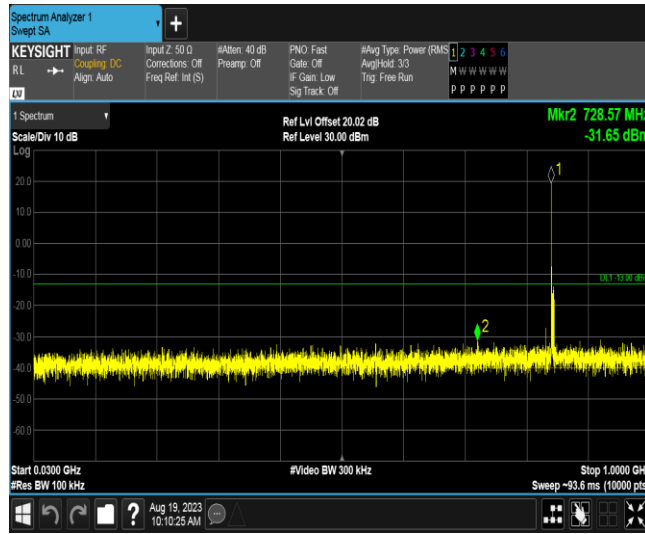 Spectrum Analyzer 1
Swept SA
+
KEYSIGHT
RL
LXI
Input: RF
Coupling: DC
Align: Auto
Input Z: 50 Ω
Corrections: Off
Freq Ref: Int (S)
#Atten: 40 dB
Preamp: Off
PNO: Fast
Gate: Off
IF Gain: Low
Sig Track: Off
#Avg Type: Power (RMS
Avg|Hold: 3/3
Trig: Free Run
1 2 3 4 5 6
M W W W W W
P P P P P P
1 Spectrum
Scale/Div 10 dB
Log
Ref Lvl Offset 20.02 dB
Ref Level 30.00 dBm
Mkr2 728.57 MHz
-31.65 dBm
1
20.0
10.0
0.00
-10.0
DL1 -13.00 dBm
-20.0
2
-30.0
-40.0
-50.0
-60.0
Start 0.0300 GHz
#Res BW 100 kHz
#Video BW 300 kHz
Stop 1.0000 GH
Sweep ~93.6 ms (10000 pts
?
Aug 19, 2023
10:10:25 AM